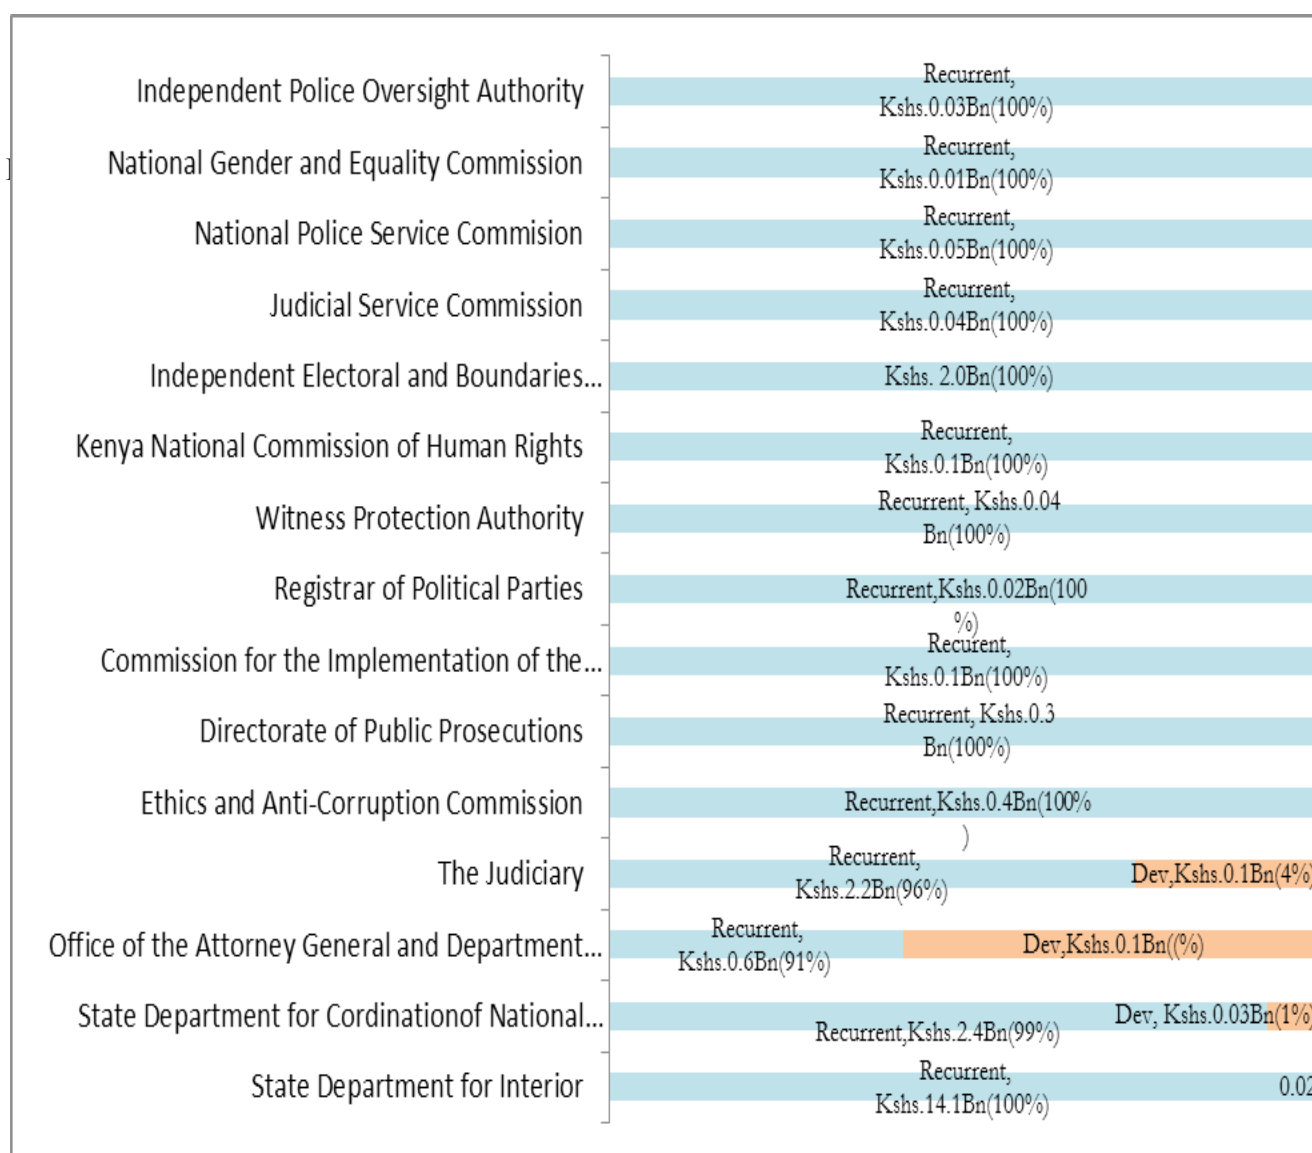 Independent Police Oversight Authority
Recurrent,
Kshs.0.03Bn(100%)
National Gender and Equality Commission
Recurrent,
Kshs.0.01Bn(100%)
National Police Service Commision
Recurrent,
Kshs.0.05Bn(100%)
Judicial Service Commission
Recurrent,
Kshs.0.04Bn(100%)
Independent Electoral and Boundaries...
Kshs. 2.0Bn(100%)
Kenya National Commission of Human Rights
Recurrent,
Kshs.0.1Bn(100%)
Witness Protection Authority
Recurrent, Kshs.0.04
Bn(100%)
Registrar of Political Parties
Recurrent,Kshs.0.02Bn(100
%)
Commission for the Implementation of the...
Recurent,
Kshs.0.1Bn(100%)
Directorate of Public Prosecutions
Recurrent, Kshs.0.3
Bn(100%)
Ethics and Anti-Corruption Commission
Recurrent,Kshs.0.4Bn(100%
)
The Judiciary
Recurrent,
Kshs.2.2Bn(96%)
Dev,Kshs.0.1Bn(4%)
Office of the Attorney General and Department...
Recurrent,
Kshs.0.6Bn(91%)
Dev,Kshs.0.1Bn((%)
State Department for Cordinationof National...
Recurrent,Kshs.2.4Bn(99%)
Dev, Kshs.0.03Bn(1%)
State Department for Interior
Recurrent,
Kshs.14.1Bn(100%)
0.02